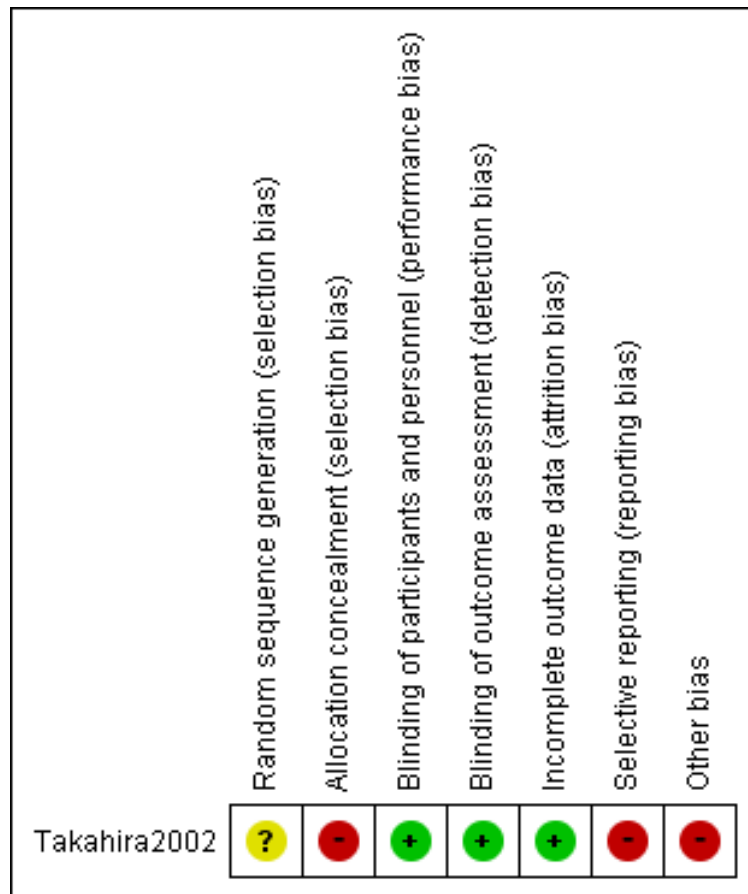 Random sequence generation (selection bias)
Allocation concealment (selection bias)
Blinding of participants and personnel (performance bias)
Blinding of outcome assessment (detection bias)
Incomplete outcome data (attrition bias)
Selective reporting (reporting bias)
Other bias
Takahira2002 ? - + + + - -